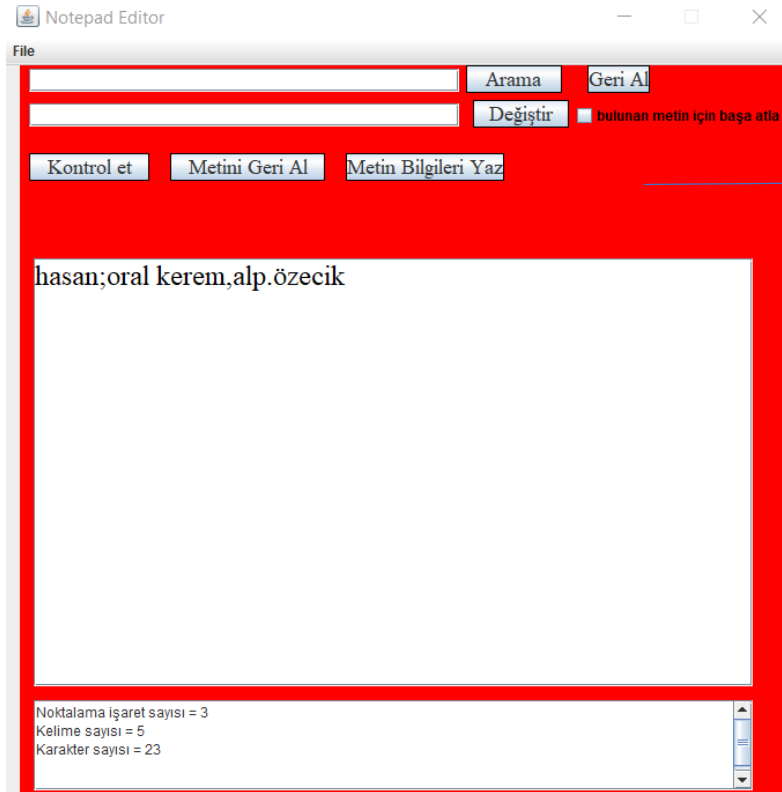 Notepad Editor
File
Arama Geri Al
Değiştir bulunan metin için başa atla
Kontrol et Metini Geri Al Metin Bilgileri Yaz
hasan;oral kerem,alp.özecik
Noktalama işaret sayısı = 3
Kelime sayısı = 5
Karakter sayısı = 23